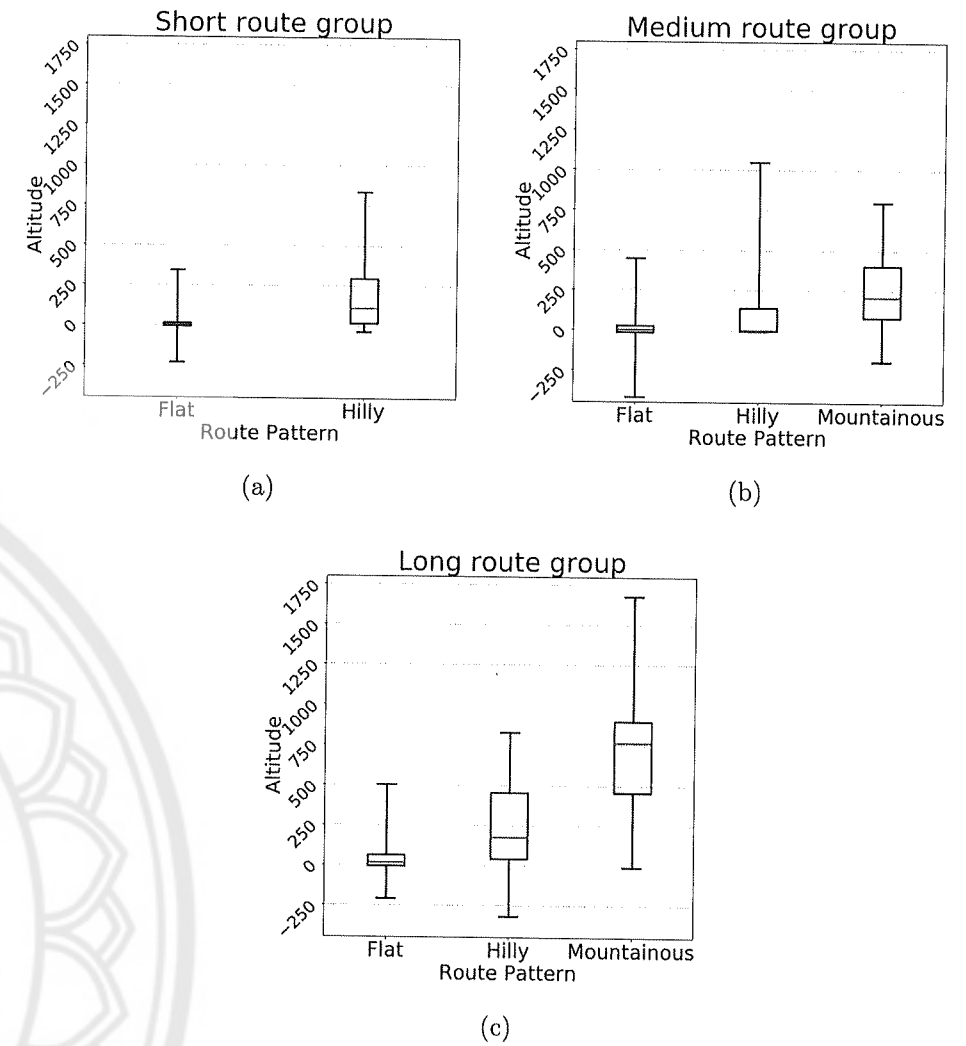 Short route group
1750
1500
1250
1000
750
500
250
0
−250
Altitude
Flat
Hilly
Route Pattern
(a)
Medium route group
1750
1500
1250
1000
750
500
250
0
−250
Altitude
Flat
Hilly
Mountainous
Route Pattern
(b)
Long route group
1750
1500
1250
1000
750
500
250
0
−250
Altitude
Flat
Hilly
Mountainous
Route Pattern
(c)